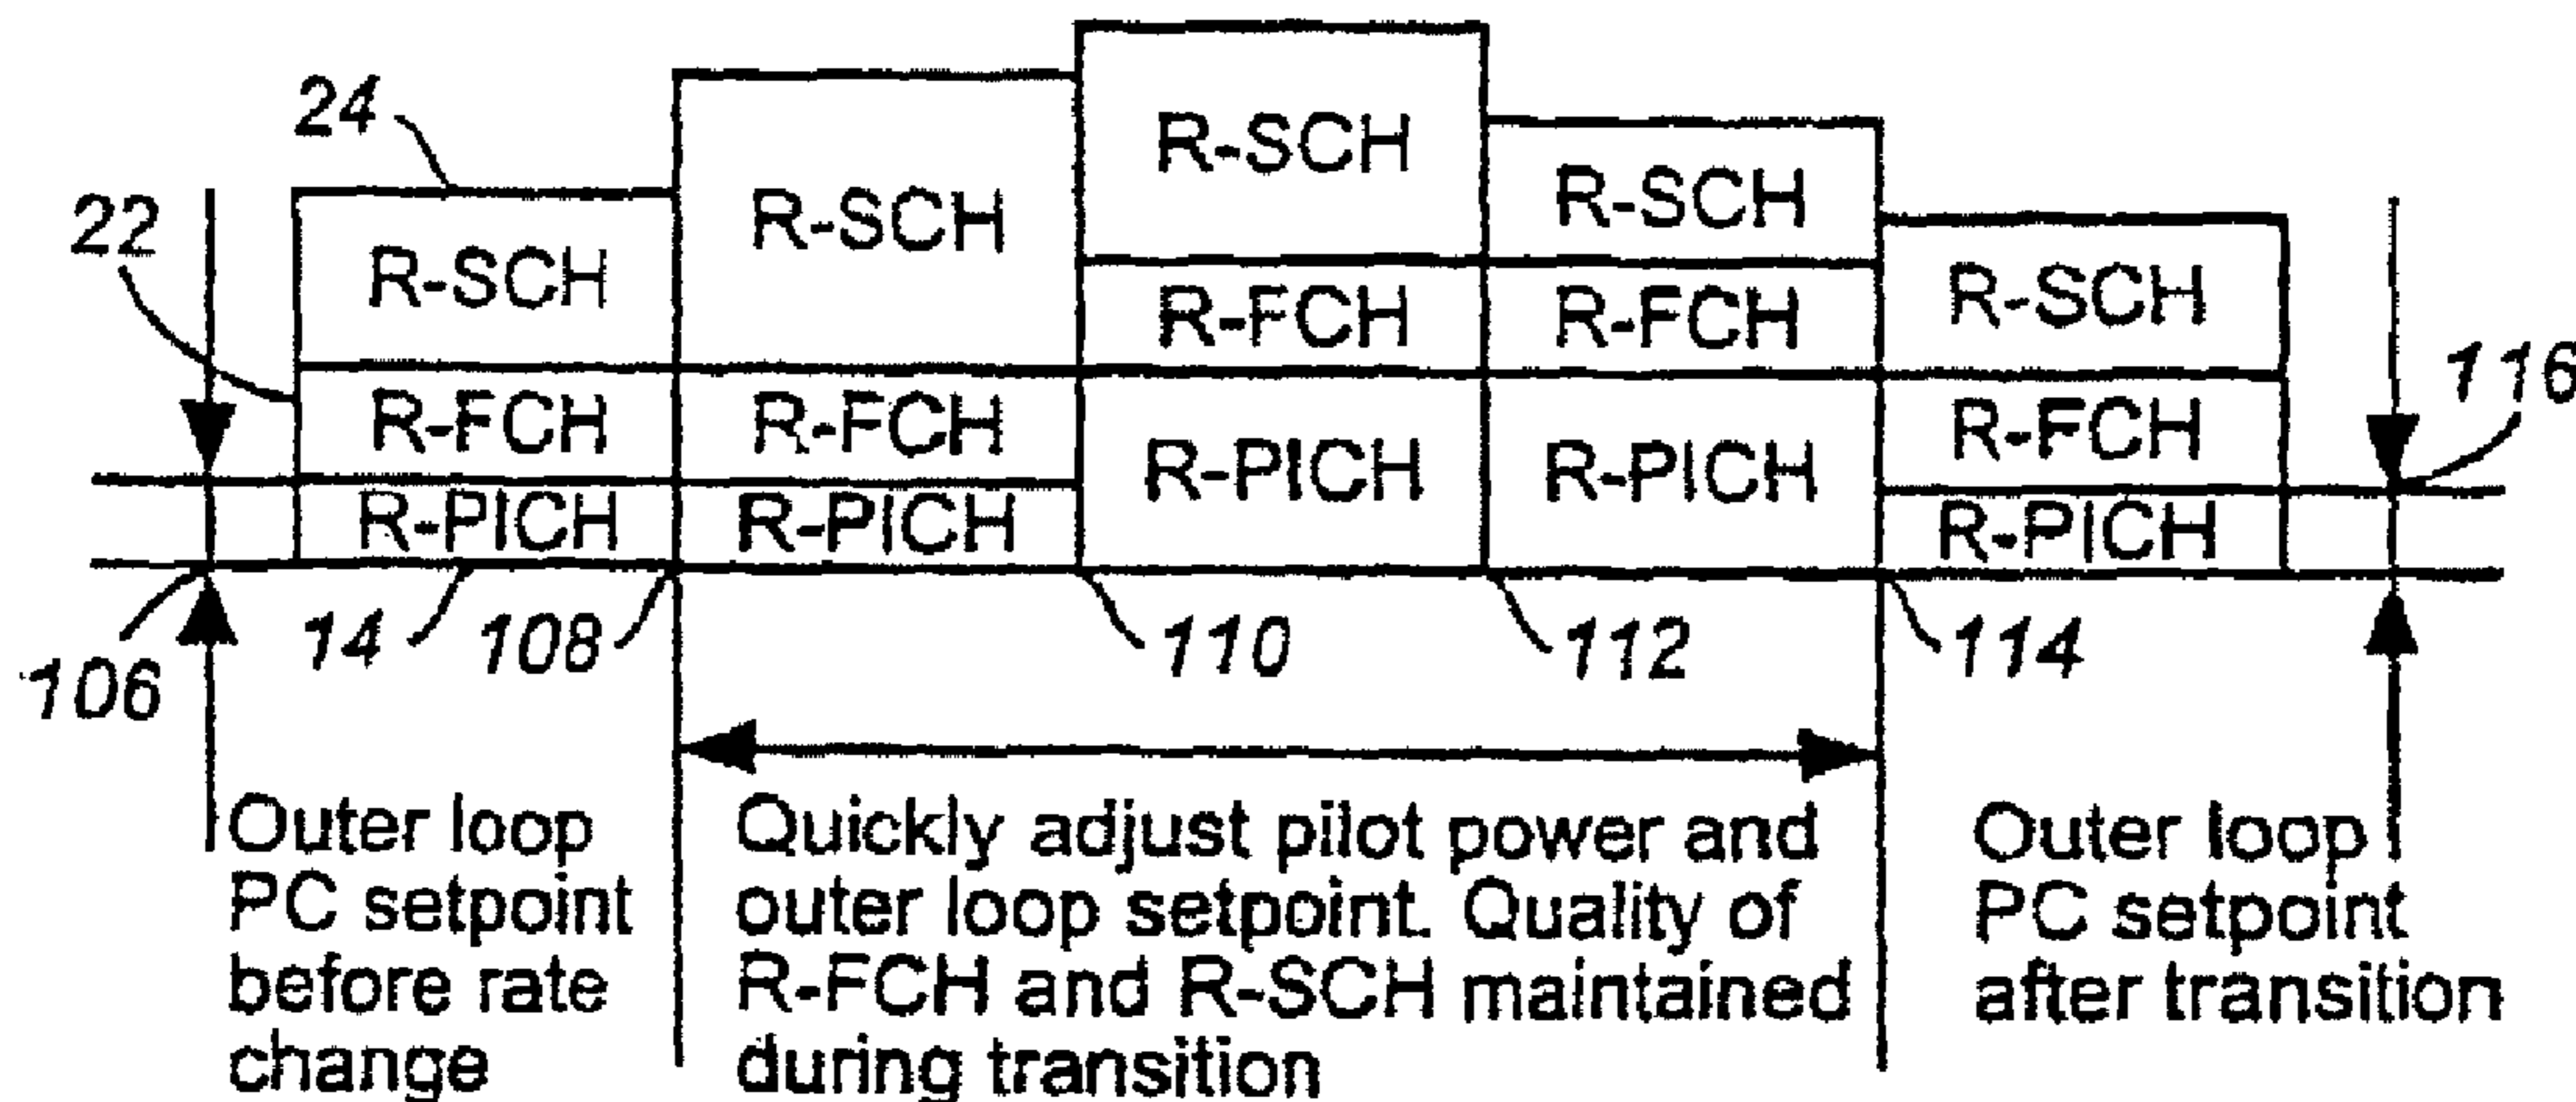 24
22
R-SCH
R-SCH
R-SCH
R-SCH
R-SCH
R-FCH
R-FCH
R-FCH
R-FCH
R-FCH
R-PICH
R-PICH
R-PICH
R-PICH
R-PICH
116
106
14
108
110
112
114
Outer loop
PC setpoint
before rate
change
Quickly adjust pilot power and
outer loop setpoint. Quality of
R-FCH and R-SCH maintained
during transition
Outer loop
PC setpoint
after transition